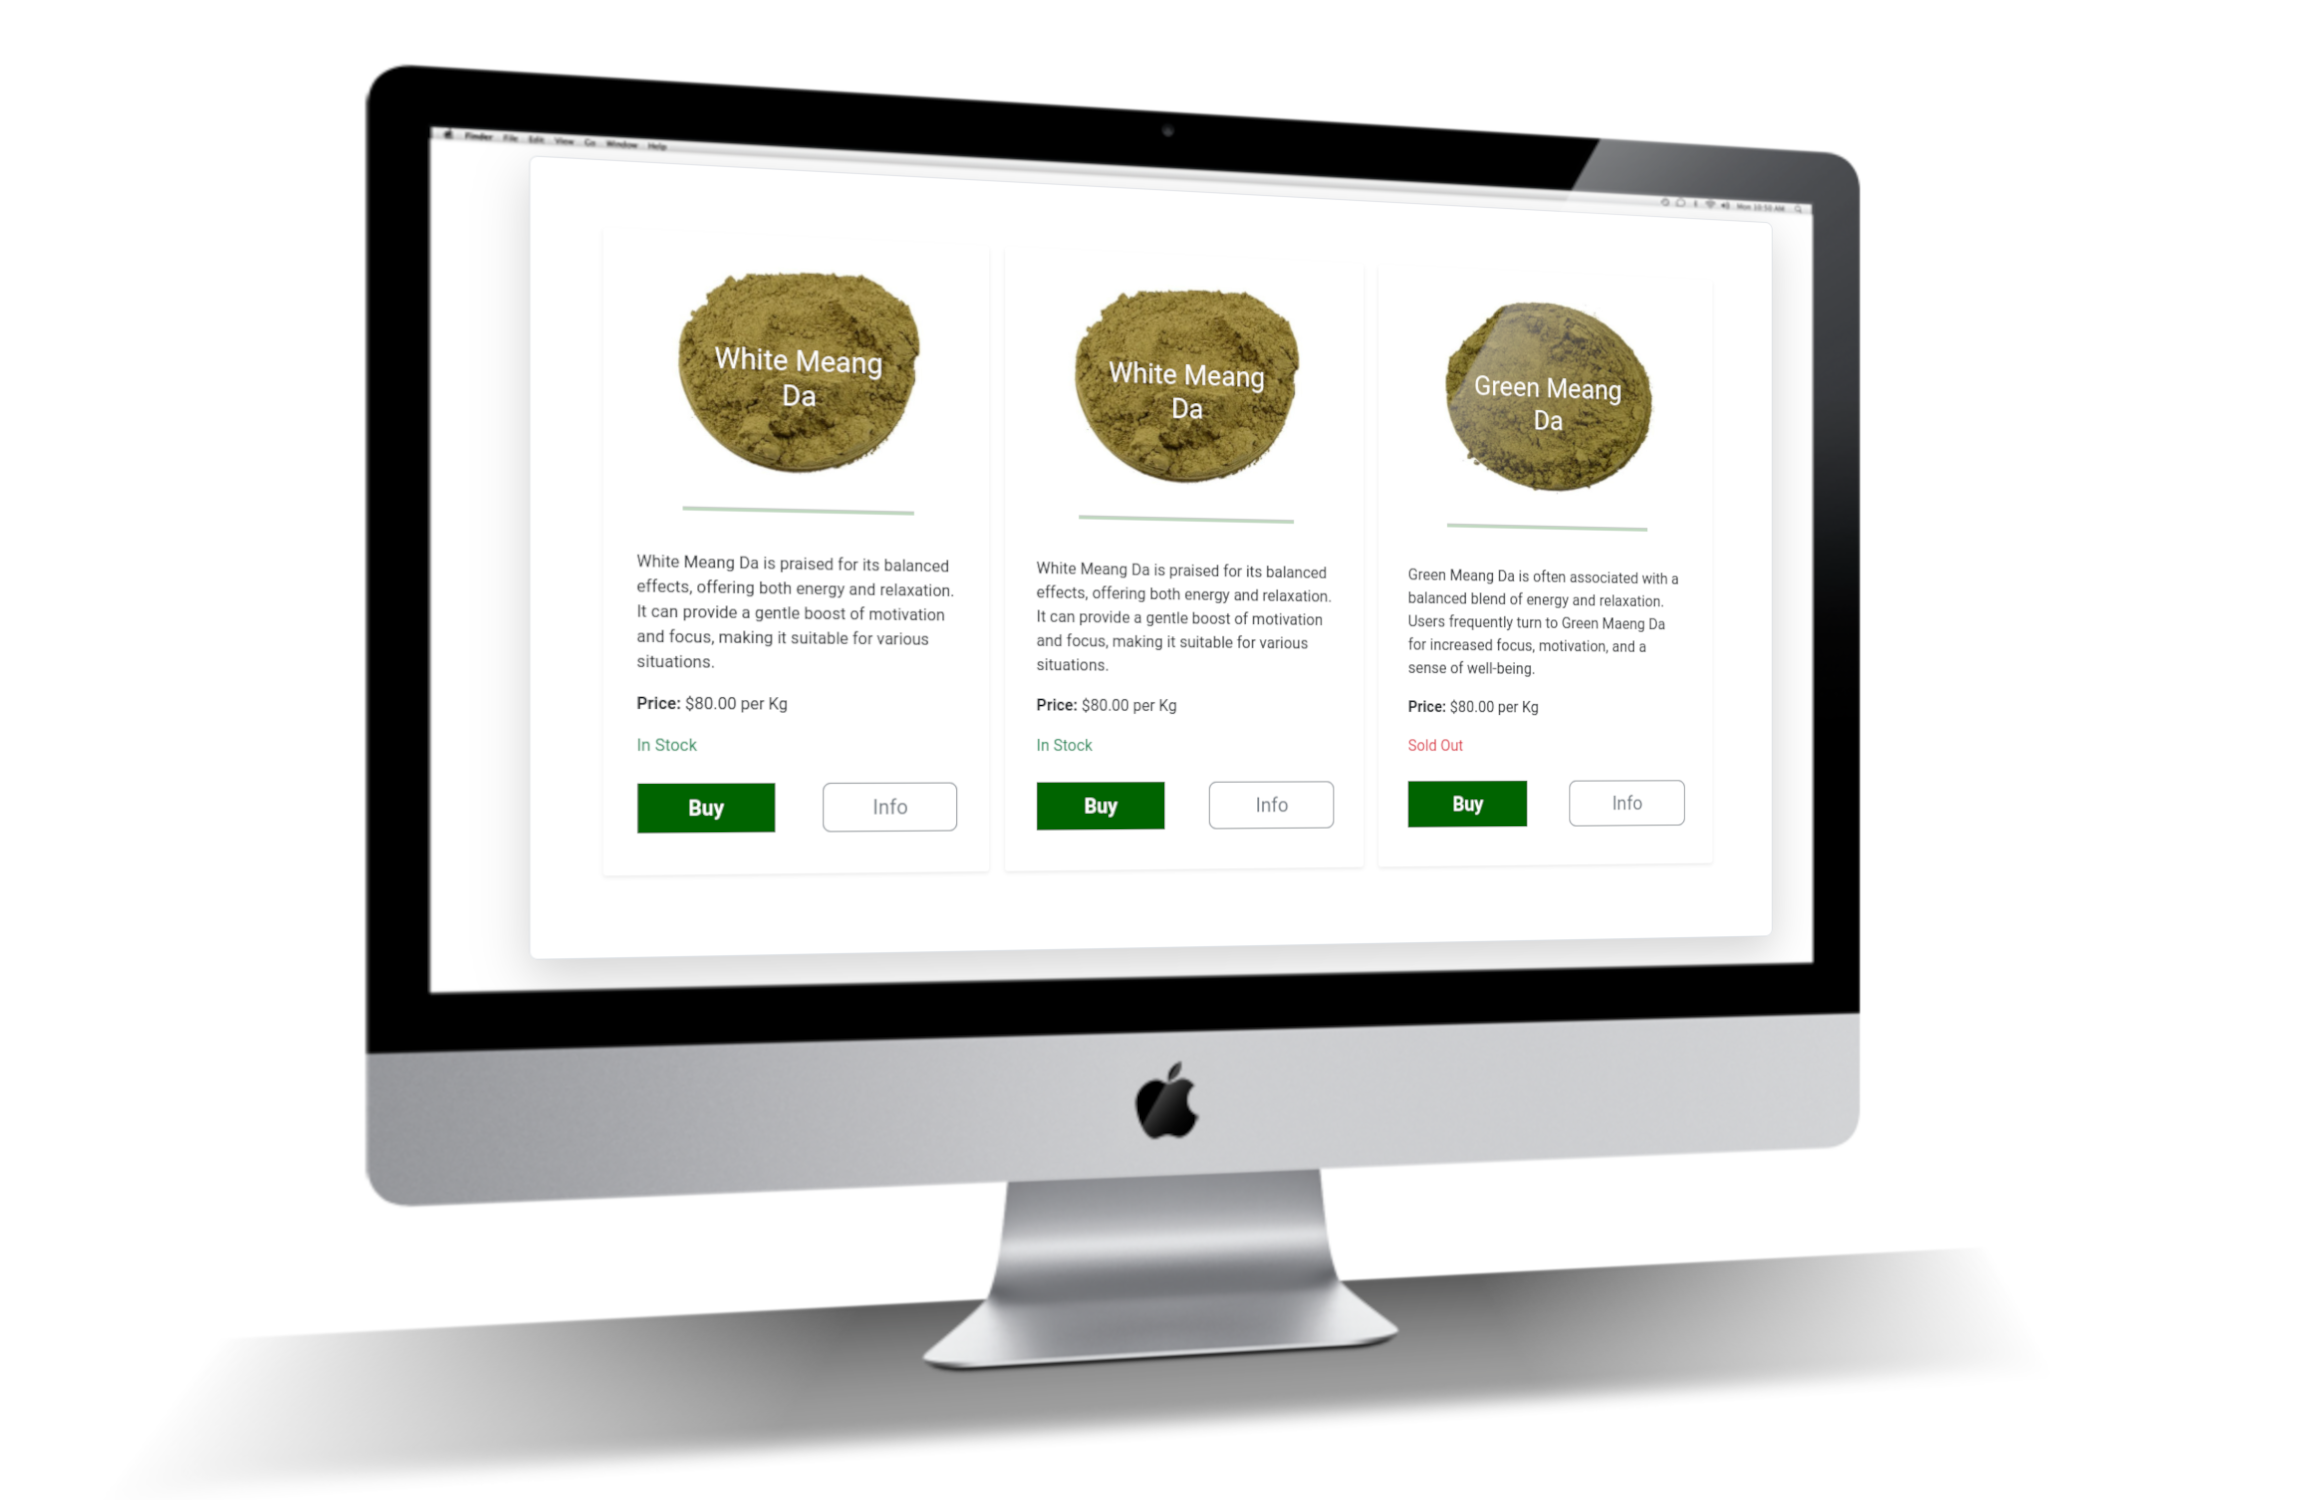 Finder File Edit View Go Window Help
Mon 10:50 AM
White Meang
Da
White Meang Da is praised for its balanced
effects, offering both energy and relaxation.
It can provide a gentle boost of motivation
and focus, making it suitable for various
situations.
Price: $80.00 per Kg
In Stock
Buy
Info
White Meang
Da
White Meang Da is praised for its balanced
effects, offering both energy and relaxation.
It can provide a gentle boost of motivation
and focus, making it suitable for various
situations.
Price: $80.00 per Kg
In Stock
Buy
Info
Green Meang
Da
Green Meang Da is often associated with a
balanced blend of energy and relaxation.
Users frequently turn to Green Maeng Da
for increased focus, motivation, and a
sense of well-being.
Price: $80.00 per Kg
Sold Out
Buy
Info